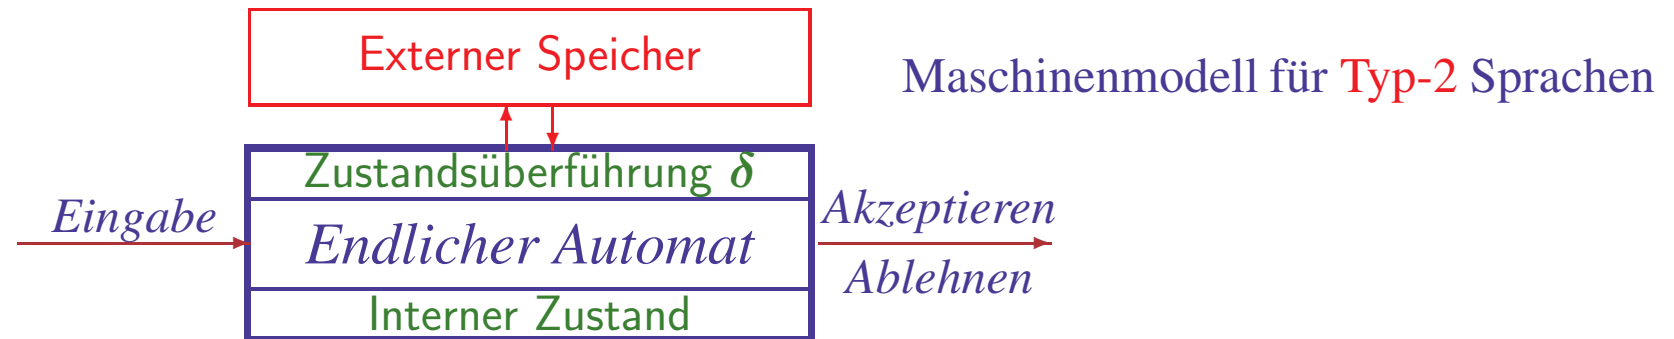 Externer Speicher
Maschinenmodell für Typ-2 Sprachen
Zustandsüberführung δ
Eingabe
Endlicher Automat
Akzeptieren
Ablehnen
Interner Zustand